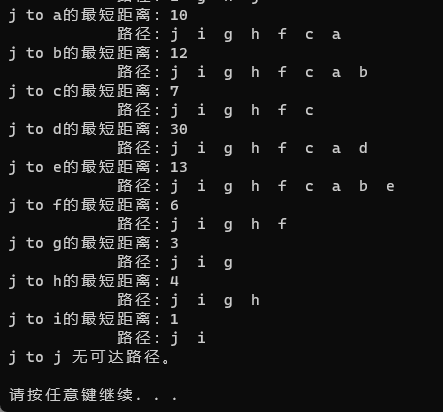 j to a的最短距离: 10
路径: j i g h f c a
j to b的最短距离: 12
路径: j i g h f c a b
j to c的最短距离: 7
路径: j i g h f c
j to d的最短距离: 30
路径: j i g h f c a d
j to e的最短距离: 13
路径: j i g h f c a b e
j to f的最短距离: 6
路径: j i g h f
j to g的最短距离: 3
路径: j i g
j to h的最短距离: 4
路径: j i g h
j to i的最短距离: 1
路径: j i
j to j 无可达路径。
请按任意键继续. . .